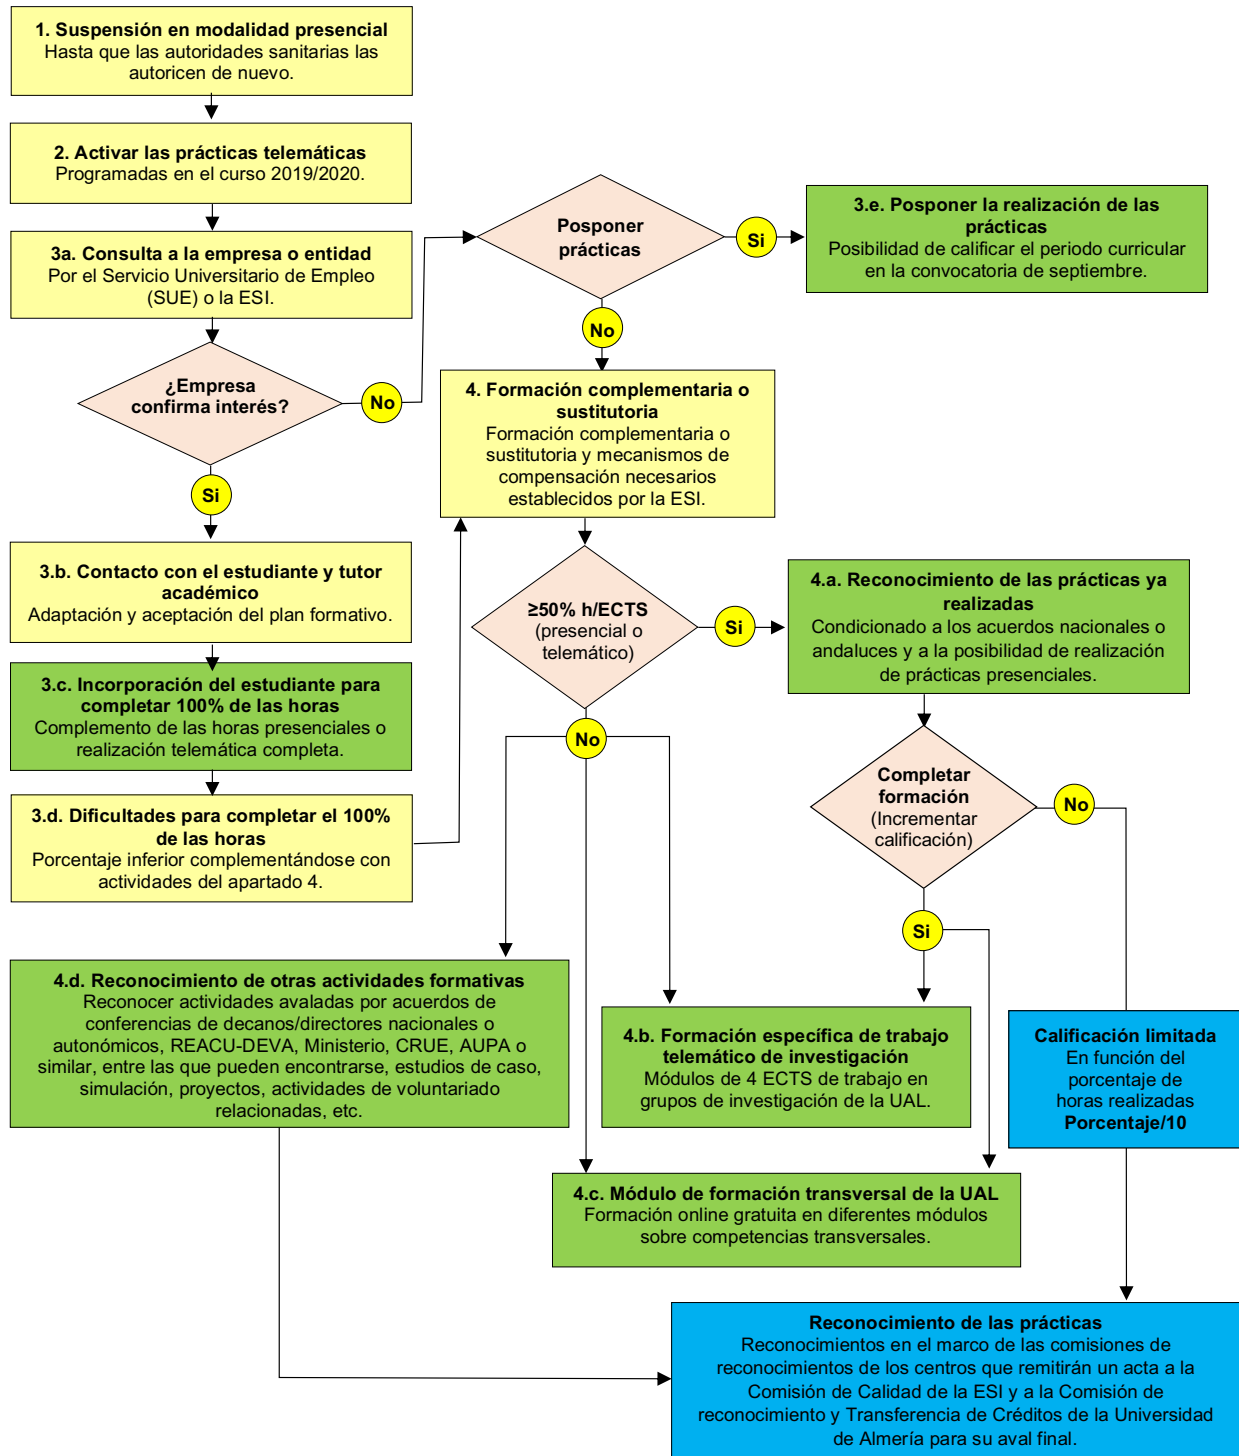 1. Suspensión en modalidad presencial
Hasta que las autoridades sanitarias las
autoricen de nuevo.
2. Activar las prácticas telemáticas
Programadas en el curso 2019/2020.
3a. Consulta a la empresa o entidad
Por el Servicio Universitario de Empleo
(SUE) o la ESI.
¿Empresa
confirma interés?
No
Si
Posponer
prácticas
Si
No
3.e. Posponer la realización de las
prácticas
Posibilidad de calificar el periodo curricular
en la convocatoria de septiembre.
3.b. Contacto con el estudiante y tutor
académico
Adaptación y aceptación del plan formativo.
3.c. Incorporación del estudiante para
completar 100% de las horas
Complemento de las horas presenciales o
realización telemática completa.
3.d. Dificultades para completar el 100%
de las horas
Porcentaje inferior complementándose con
actividades del apartado 4.
4. Formación complementaria o
sustitutoria
Formación complementaria o
sustitutoria y mecanismos de
compensación necesarios
establecidos por la ESI.
≥50% h/ECTS
(presencial o
telemático)
Si
No
4.a. Reconocimiento de las prácticas ya
realizadas
Condicionado a los acuerdos nacionales o
andaluces y a la posibilidad de realización
de prácticas presenciales.
Completar
formación
(Incrementar
calificación)
No
Si
4.d. Reconocimiento de otras actividades formativas
Reconocer actividades avaladas por acuerdos de
conferencias de decanos/directores nacionales o
autonómicos, REACU-DEVA, Ministerio, CRUE, AUPA o
similar, entre las que pueden encontrarse, estudios de caso,
simulación, proyectos, actividades de voluntariado
relacionadas, etc.
4.b. Formación específica de trabajo
telemático de investigación
Módulos de 4 ECTS de trabajo en
grupos de investigación de la UAL.
Calificación limitada
En función del
porcentaje de
horas realizadas
Porcentaje/10
4.c. Módulo de formación transversal de la UAL
Formación online gratuita en diferentes módulos
sobre competencias transversales.
Reconocimiento de las prácticas
Reconocimientos en el marco de las comisiones de
reconocimientos de los centros que remitirán un acta a la
Comisión de Calidad de la ESI y a la Comisión de
reconocimiento y Transferencia de Créditos de la Universidad
de Almería para su aval final.